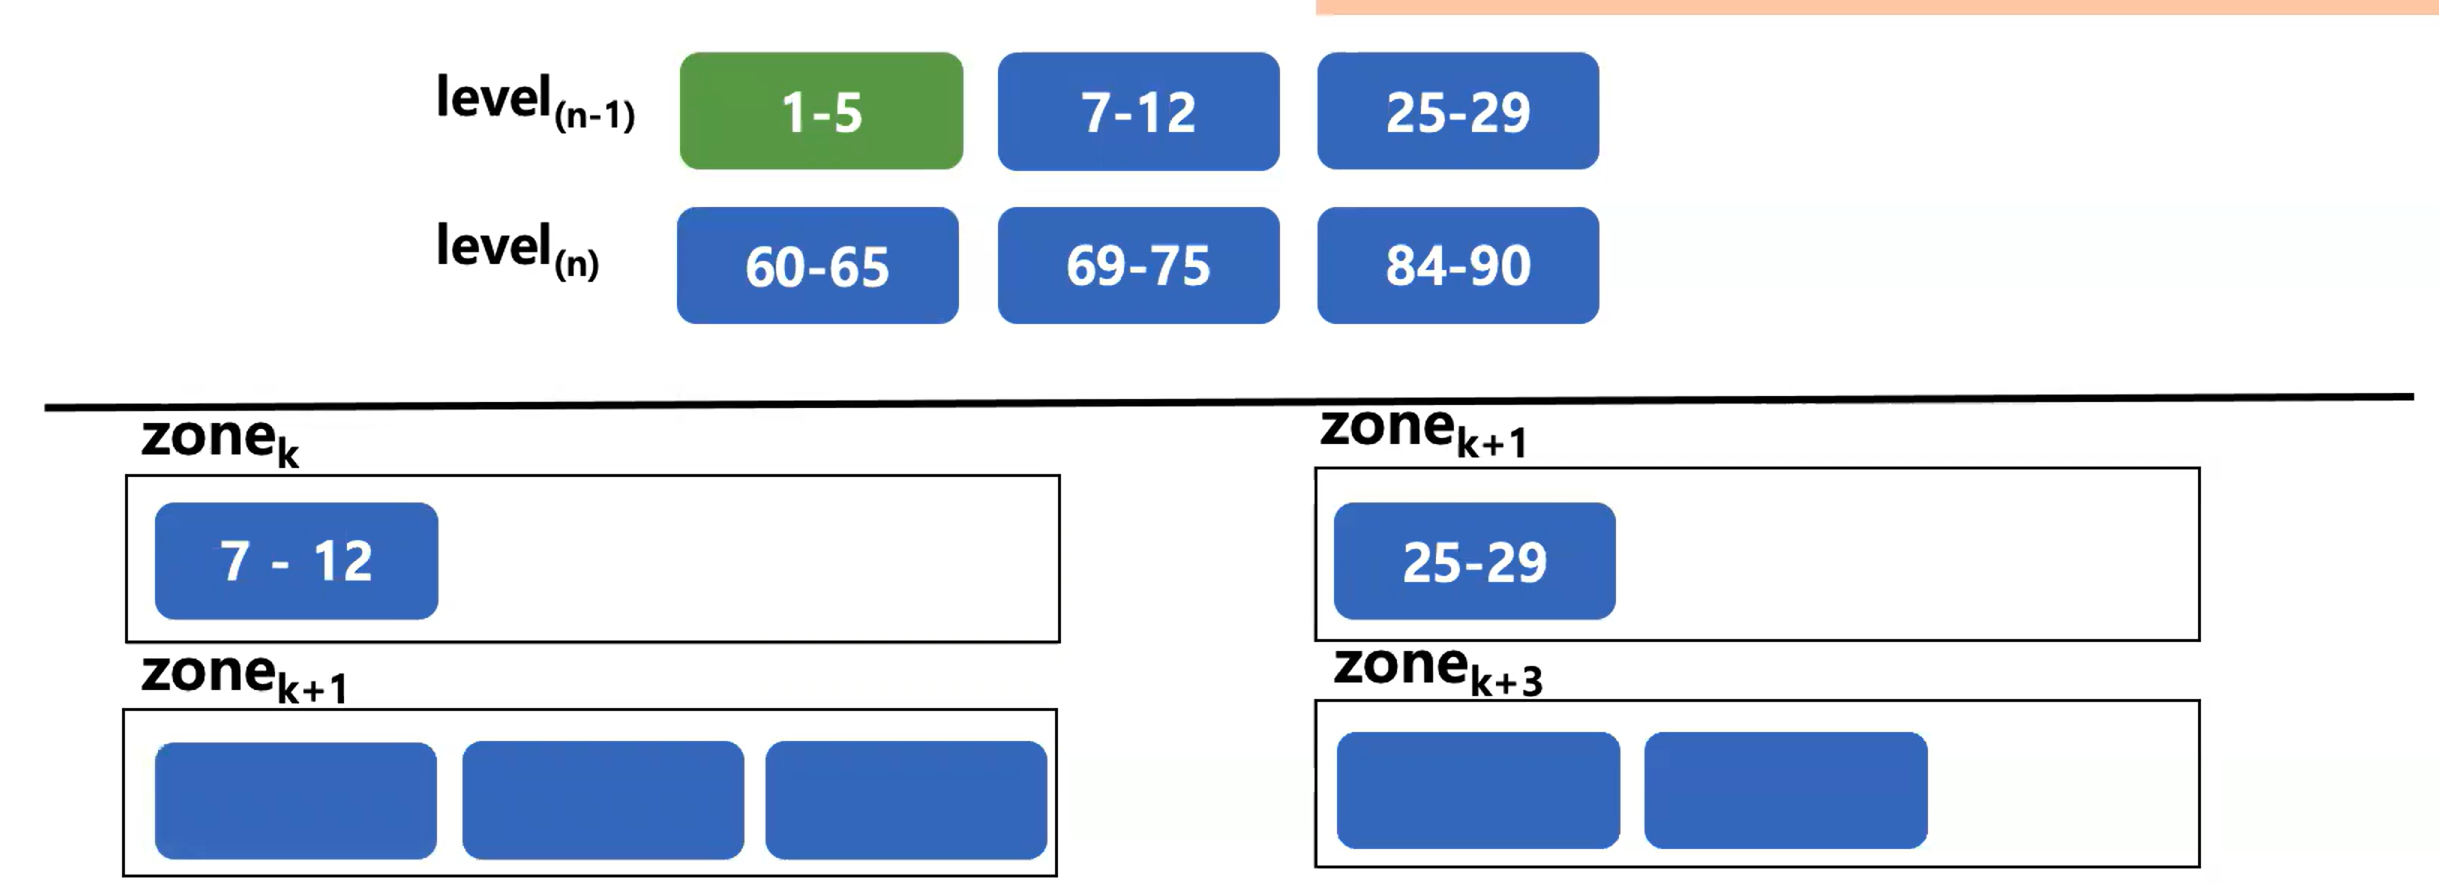 level(n-1) 1-5 7-12 25-29
level(n) 60-65 69-75 84-90
zonek zonek+1
7 - 12 25-29
zonek+1 zonek+3